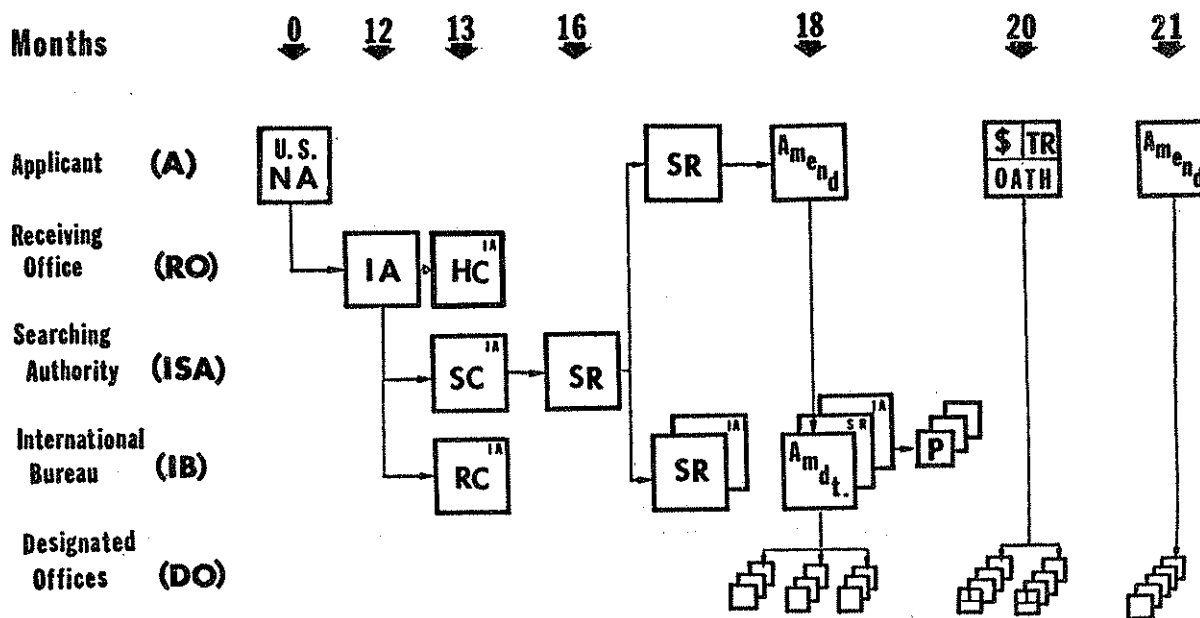 Months 0 12 13 16 18 20 21
Applicant (A)
U.S.
NA
SR
Amend
$ TR
OATH
Amend
Receiving
Office (RO)
IA
IA
HC
Searching
Authority (ISA)
IA
SC
SR
International
Bureau (IB)
IA
RC
IA
SR
IA
SR
Amdt.
P
Designated
Offices (DO)